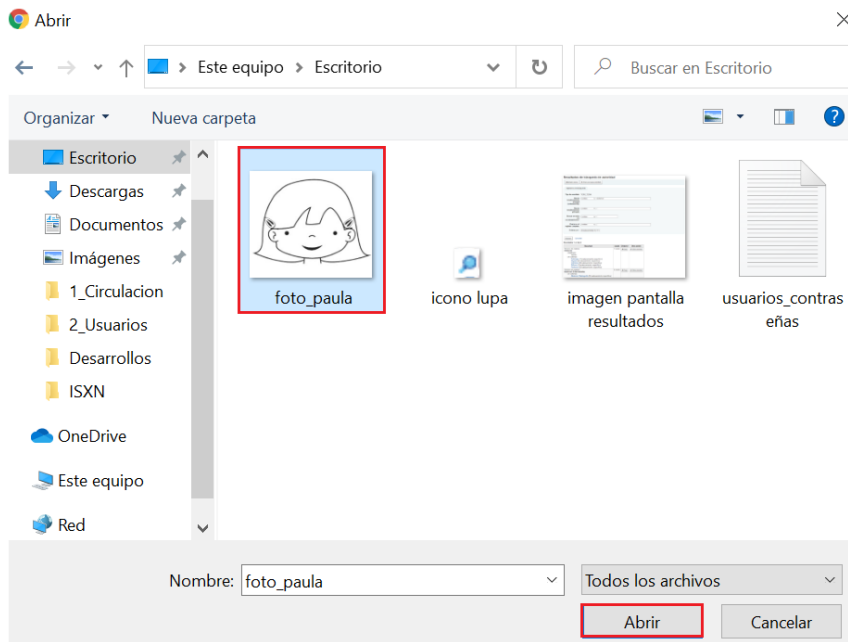 Abrir
Este equipo > Escritorio
Buscar en Escritorio
Organizar
Nueva carpeta
?
Escritorio
Descargas
Documentos
Imágenes
1_Circulacion
2_Usuarios
Desarrollos
ISXN
OneDrive
Este equipo
Red
foto_paula
icono lupa
imagen pantalla
resultados
usuarios_contras
eñas
Nombre:
foto_paula
Todos los archivos
Abrir
Cancelar